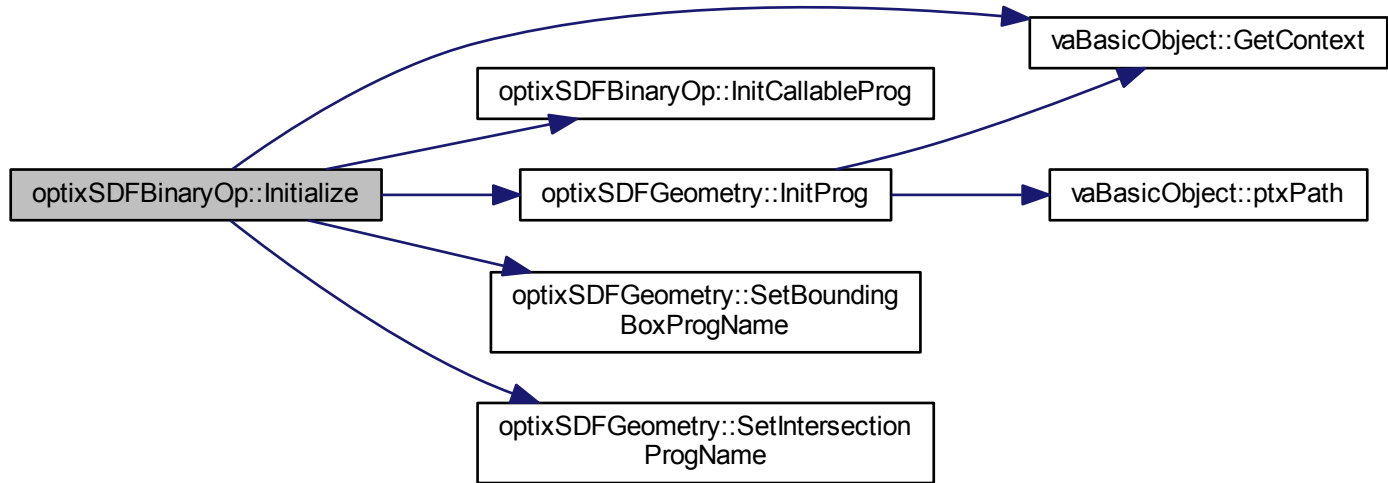 vaBasicObject::GetContext
optixSDFBinaryOp::InitCallableProg
optixSDFBinaryOp::Initialize
optixSDFGeometry::InitProg
vaBasicObject::ptxPath
optixSDFGeometry::SetBounding
BoxProgName
optixSDFGeometry::SetIntersection
ProgName